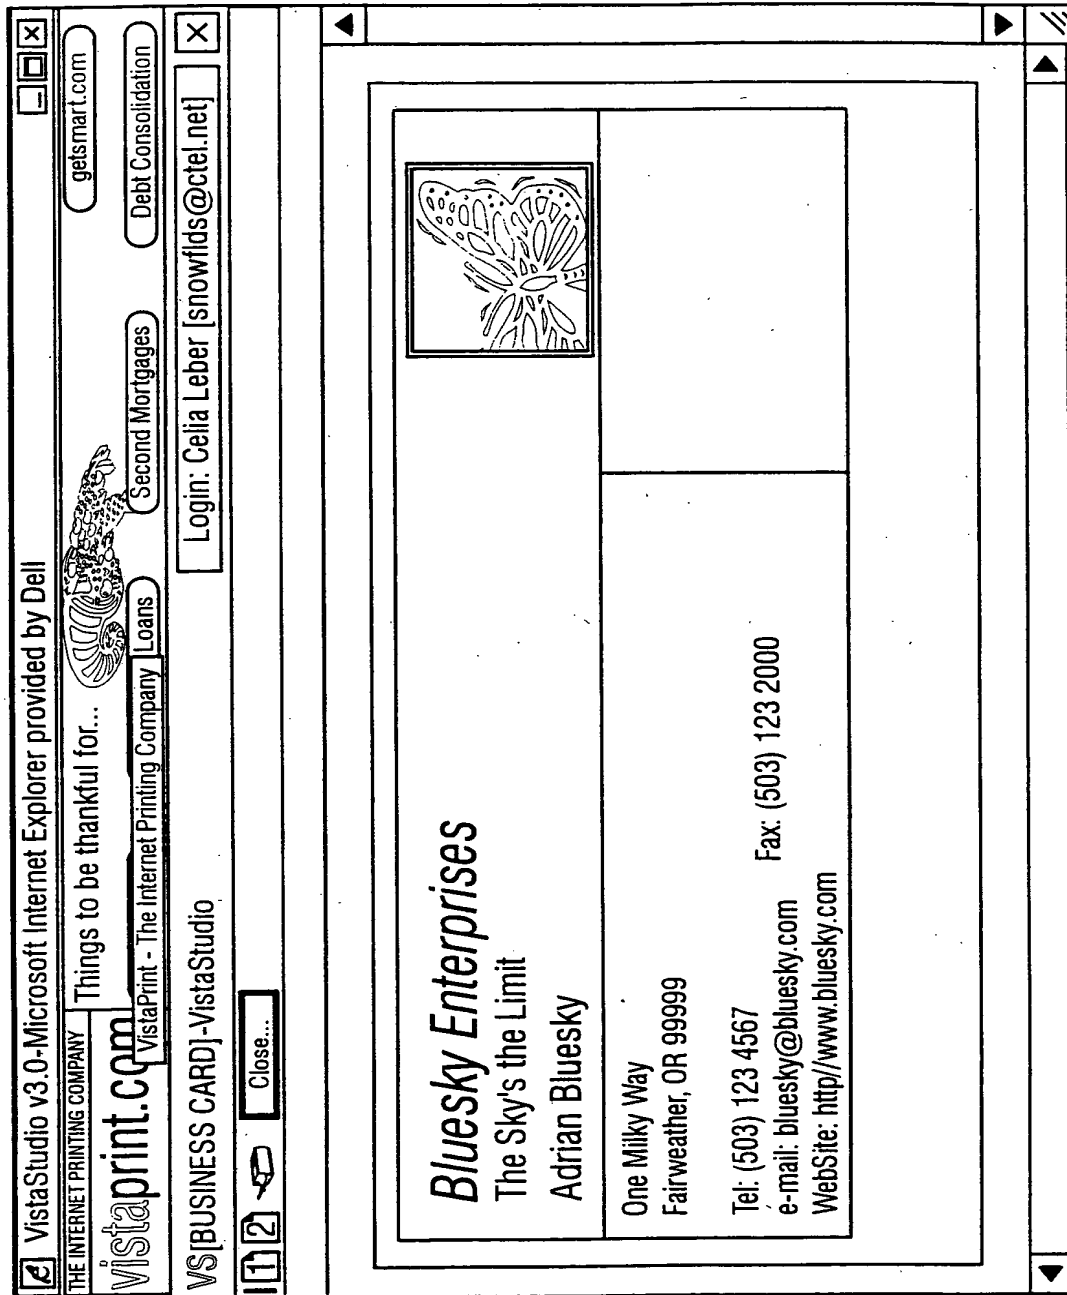 VistaStudio v3.0-Microsoft Internet Explorer provided by Dell
THE INTERNET PRINTING COMPANY
vistaprint.com
Things to be thankful for...
getsmart.com
VistaPrint - The Internet Printing Company
Loans
Second Mortgages
Debt Consolidation
VS[BUSINESS CARD]-VistaStudio
Login: Celia Leber [snowflds@ctel.net]
1 2
Close...
Bluesky Enterprises
The Sky's the Limit
Adrian Bluesky
One Milky Way
Fairweather, OR 99999
Tel: (503) 123 4567
Fax: (503) 123 2000
e-mail: bluesky@bluesky.com
WebSite: http//www.bluesky.com